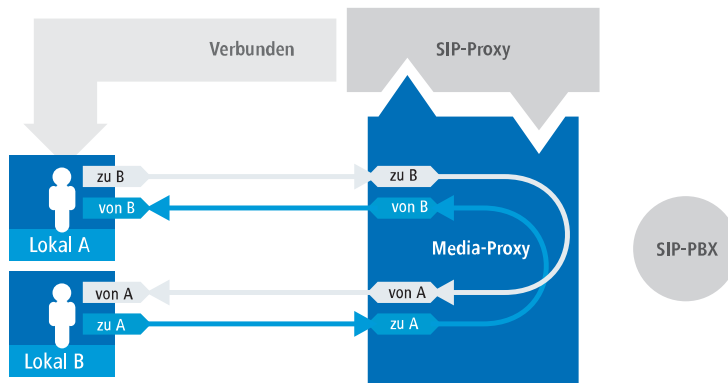 Verbunden
SIP-Proxy
zu B
zu B
von B
von B
Lokal A
Media-Proxy
SIP-PBX
von A
von A
zu A
zu A
Lokal B